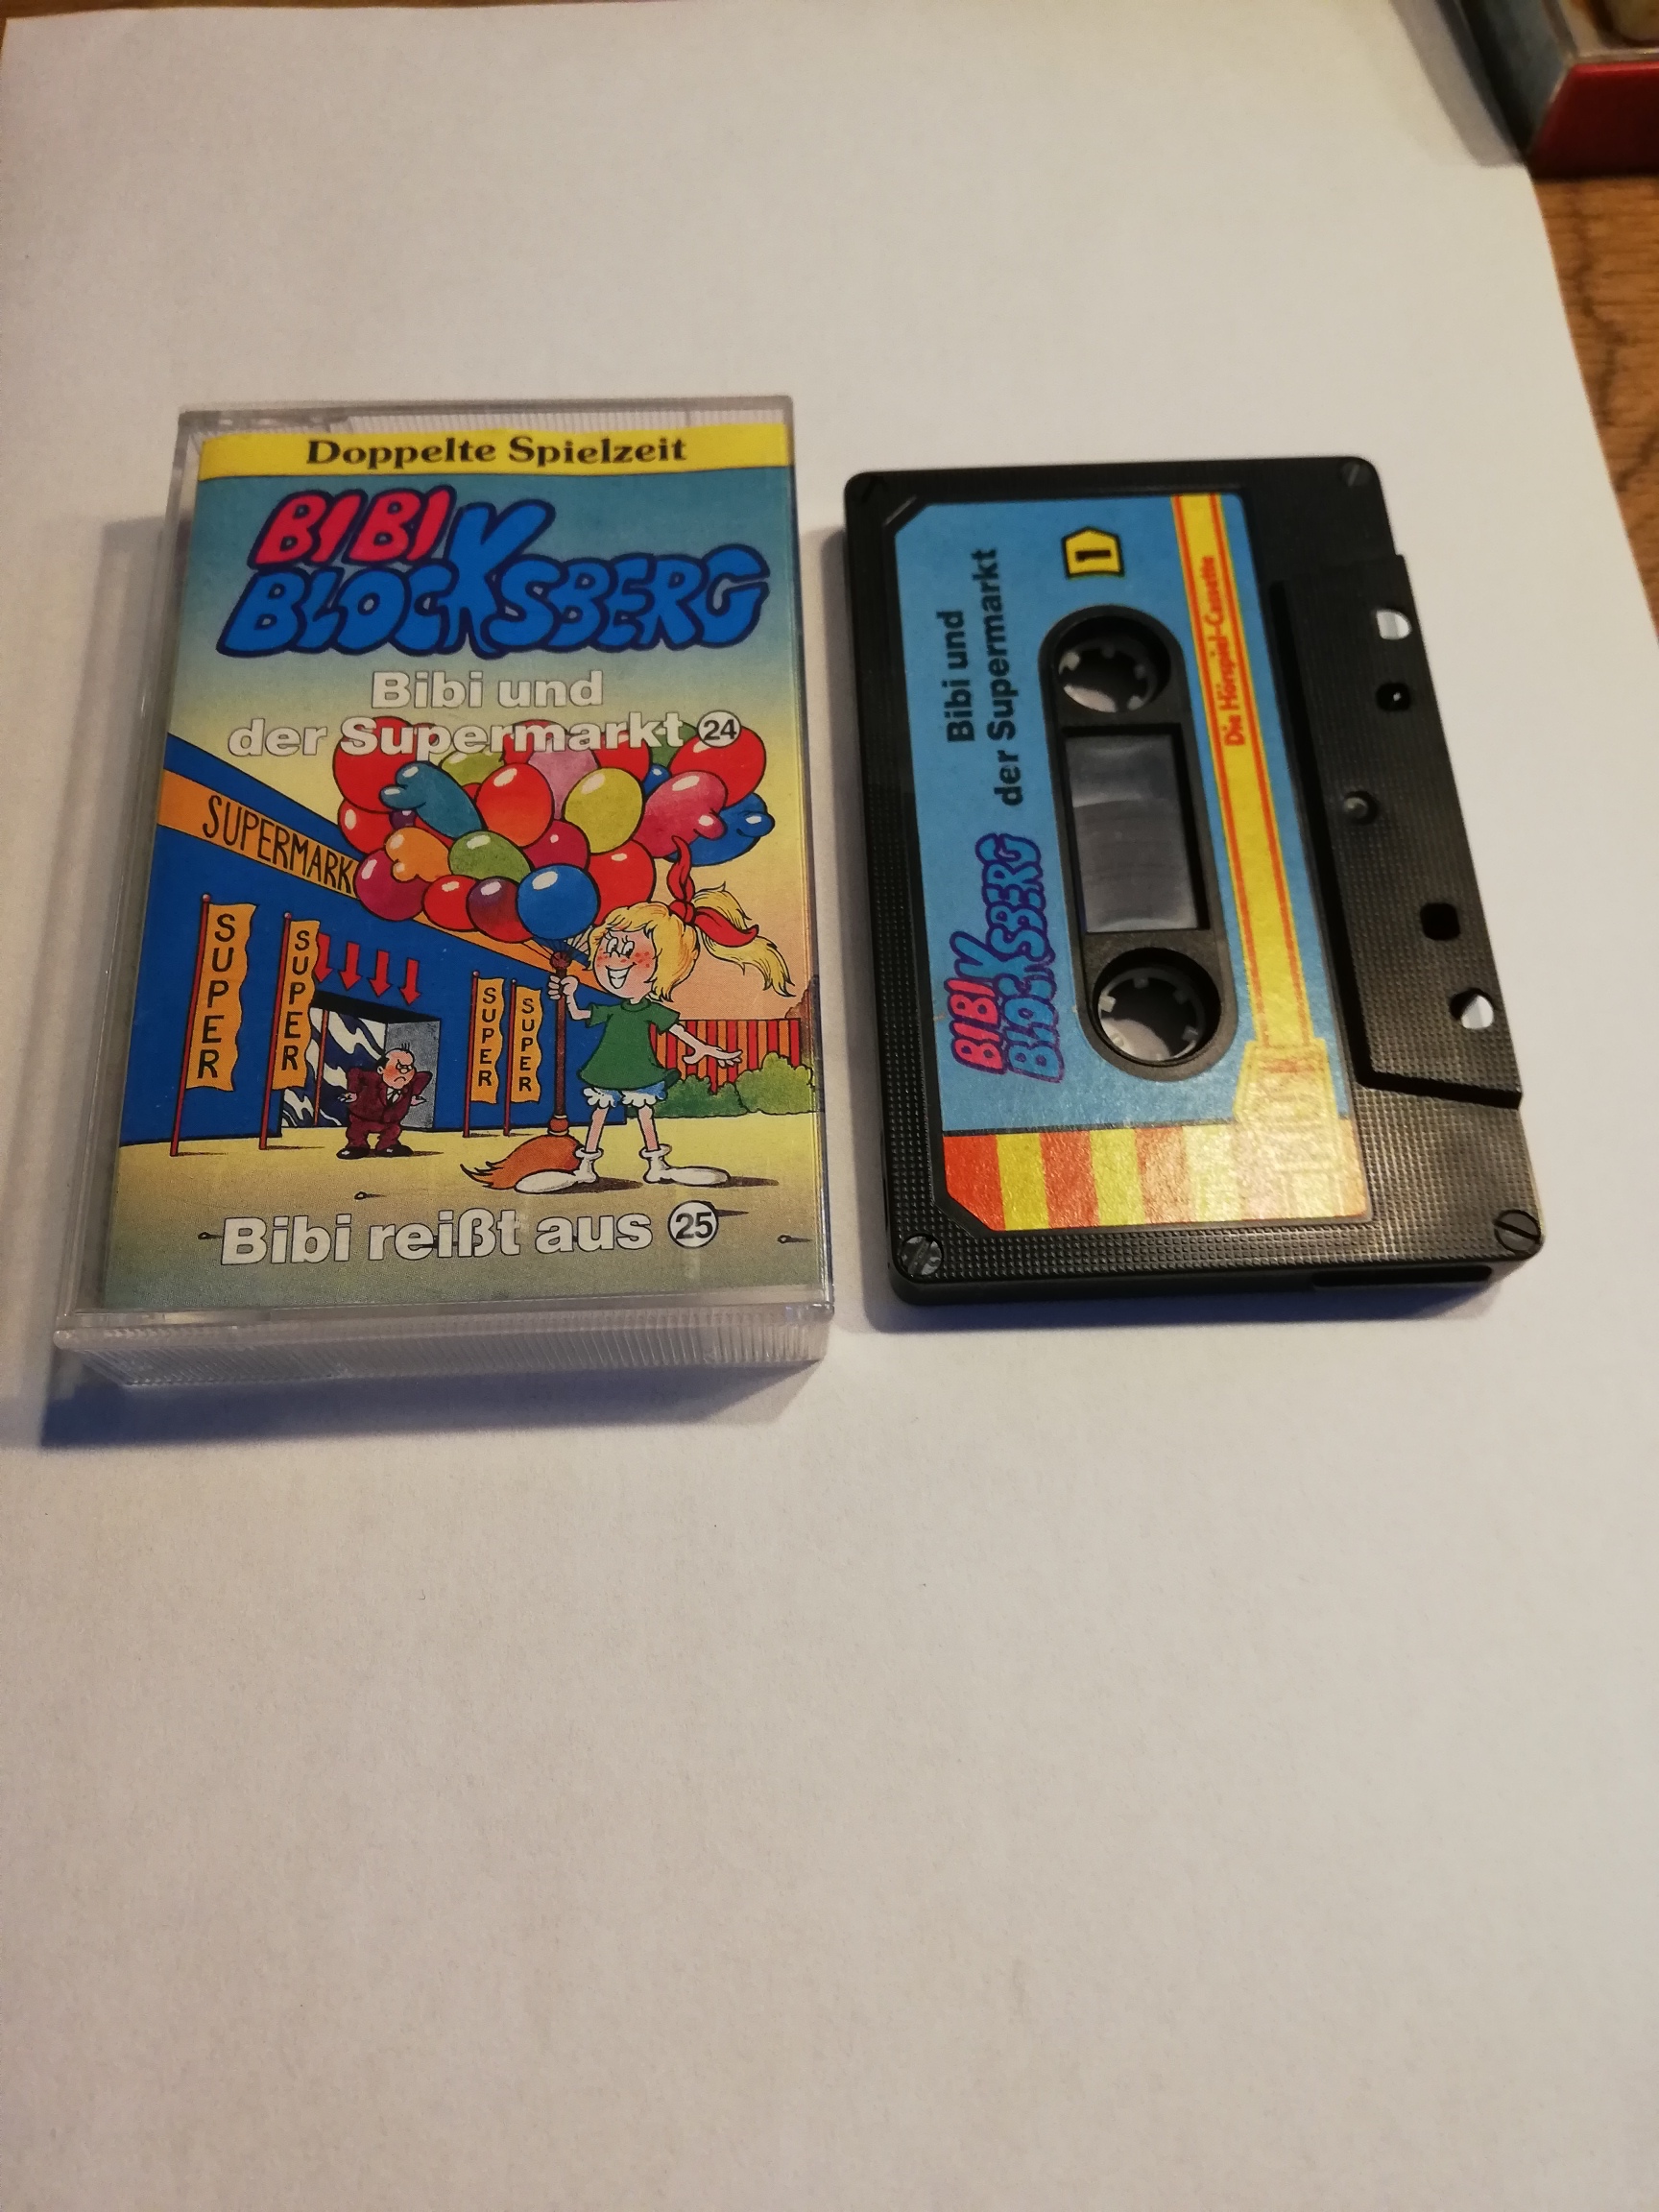 Doppelte Spielzeit
BIBI
BLOCKSBERG
Bibi und
der Supermarkt 24
SUPERMARK
SUPER
SUPER
SUPER
SUPER
Bibi reißt aus 25
BIBI
BLOCKSBERG
Bibi und
der Supermarkt
1
Die Hörspiel-Cassette